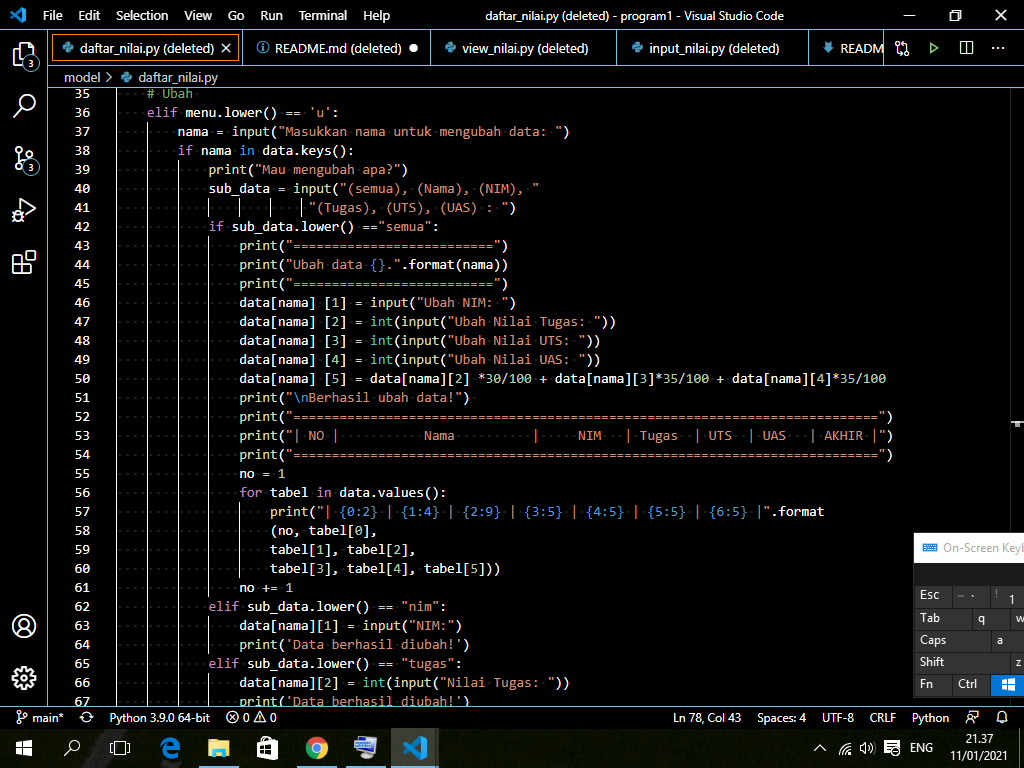 File Edit Selection View Go Run Terminal Help daftar_nilai.py (deleted) - program1 - Visual Studio Code
daftar_nilai.py (deleted) README.md (deleted) view_nilai.py (deleted) input_nilai.py (deleted) READM
model > daftar_nilai.py
35 # Ubah
36 elif menu.lower() == 'u':
37 nama = input("Masukkan nama untuk mengubah data: ")
38 if nama in data.keys():
39 print("Mau mengubah apa?")
40 sub_data = input("(semua), (Nama), (NIM), "
41 "(Tugas), (UTS), (UAS) : ")
42 if sub_data.lower() =="semua":
43 print("==========================")
44 print("Ubah data {}.".format(nama))
45 print("==========================")
46 data[nama] [1] = input("Ubah NIM: ")
47 data[nama] [2] = int(input("Ubah Nilai Tugas: "))
48 data[nama] [3] = int(input("Ubah Nilai UTS: "))
49 data[nama] [4] = int(input("Ubah Nilai UAS: "))
50 data[nama] [5] = data[nama][2] *30/100 + data[nama][3]*35/100 + data[nama][4]*35/100
51 print("\nBerhasil ubah data!")
52 print("============================================================================")
53 print("| NO |           Nama          |     NIM   | Tugas  | UTS  | UAS   | AKHIR |")
54 print("============================================================================")
55 no = 1
56 for tabel in data.values():
57 print("| {0:2} | {1:4} | {2:9} | {3:5} | {4:5} | {5:5} | {6:5} |".format
58 (no, tabel[0],
59 tabel[1], tabel[2],
60 tabel[3], tabel[4], tabel[5]))
61 no += 1
62 elif sub_data.lower() == "nim":
63 data[nama][1] = input("NIM:")
64 print('Data berhasil diubah!')
65 elif sub_data.lower() == "tugas":
66 data[nama][2] = int(input("Nilai Tugas: "))
67 print('Data berhasil diubah!')
3
3
On-Screen Keyb
Esc ~ ` ! 1
Tab q w
Caps a
Shift z
Fn Ctrl
main* Python 3.9.0 64-bit 0 0 Ln 78, Col 43 Spaces: 4 UTF-8 CRLF Python
ENG 21.37
11/01/2021